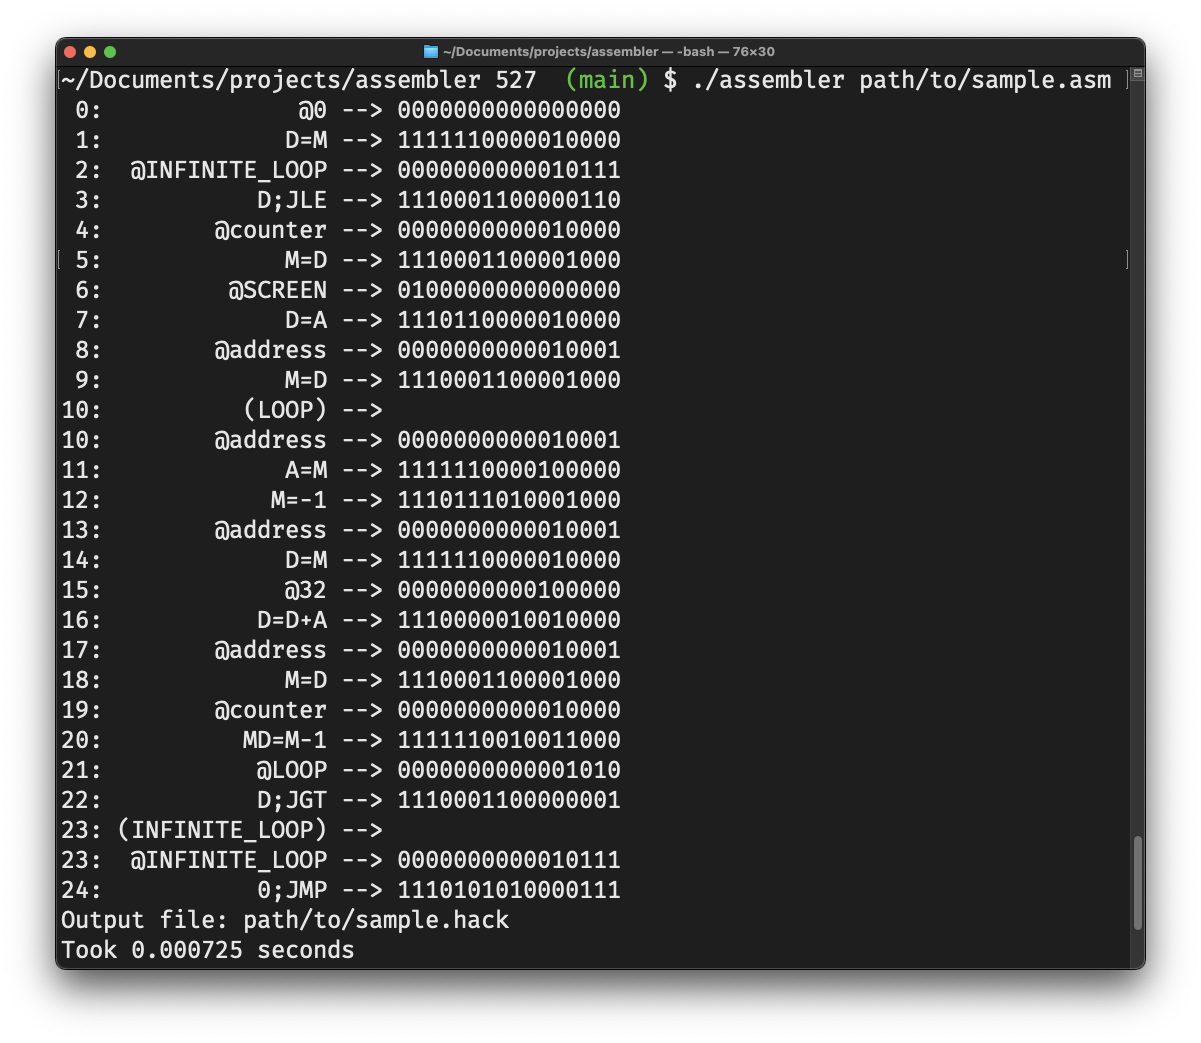 ~/Documents/projects/assembler — -bash — 76×30
~/Documents/projects/assembler 527  (main) $ ./assembler path/to/sample.asm
 0:              @0 --> 0000000000000000
 1:             D=M --> 1111110000010000
 2:  @INFINITE_LOOP --> 0000000000010111
 3:           D;JLE --> 1110001100000110
 4:        @counter --> 0000000000010000
 5:             M=D --> 1110001100001000
 6:         @SCREEN --> 0100000000000000
 7:             D=A --> 1110110000010000
 8:        @address --> 0000000000010001
 9:             M=D --> 1110001100001000
10:          (LOOP) -->
10:        @address --> 0000000000010001
11:             A=M --> 1111110000100000
12:            M=-1 --> 1110111010001000
13:        @address --> 0000000000010001
14:             D=M --> 1111110000010000
15:             @32 --> 0000000000100000
16:           D=D+A --> 1110000010010000
17:        @address --> 0000000000010001
18:             M=D --> 1110001100001000
19:        @counter --> 0000000000010000
20:          MD=M-1 --> 1111110010011000
21:           @LOOP --> 0000000000001010
22:           D;JGT --> 1110001100000001
23: (INFINITE_LOOP) -->
23:  @INFINITE_LOOP --> 0000000000010111
24:           0;JMP --> 1110101010000111
Output file: path/to/sample.hack
Took 0.000725 seconds